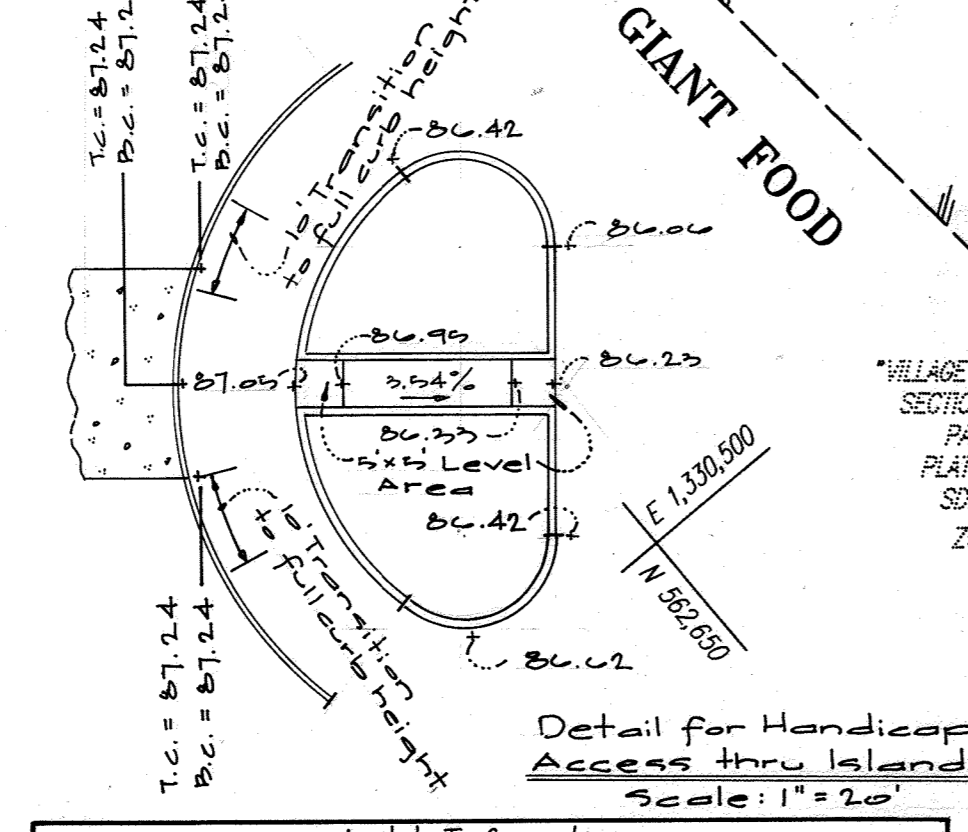 T.C. = 87.24
B.C. = 87.2
T.C. = 87.24
B.C. = 87.2
10' Transition
to full curb height
86.42
GIANT FOOD
86.06
86.95
86.23
87.05
3.54%
86.33
5'x5' Level
Area
86.42
"VILLAGE
SECTIO
PA
PLAT
SD
Z
E 1,330,500
N 562,650
10' Transition
to full curb height
T.C. = 87.24
B.C. = 87.24
86.62
Detail for Handicap
Access thru Island
Scale: 1" = 20'